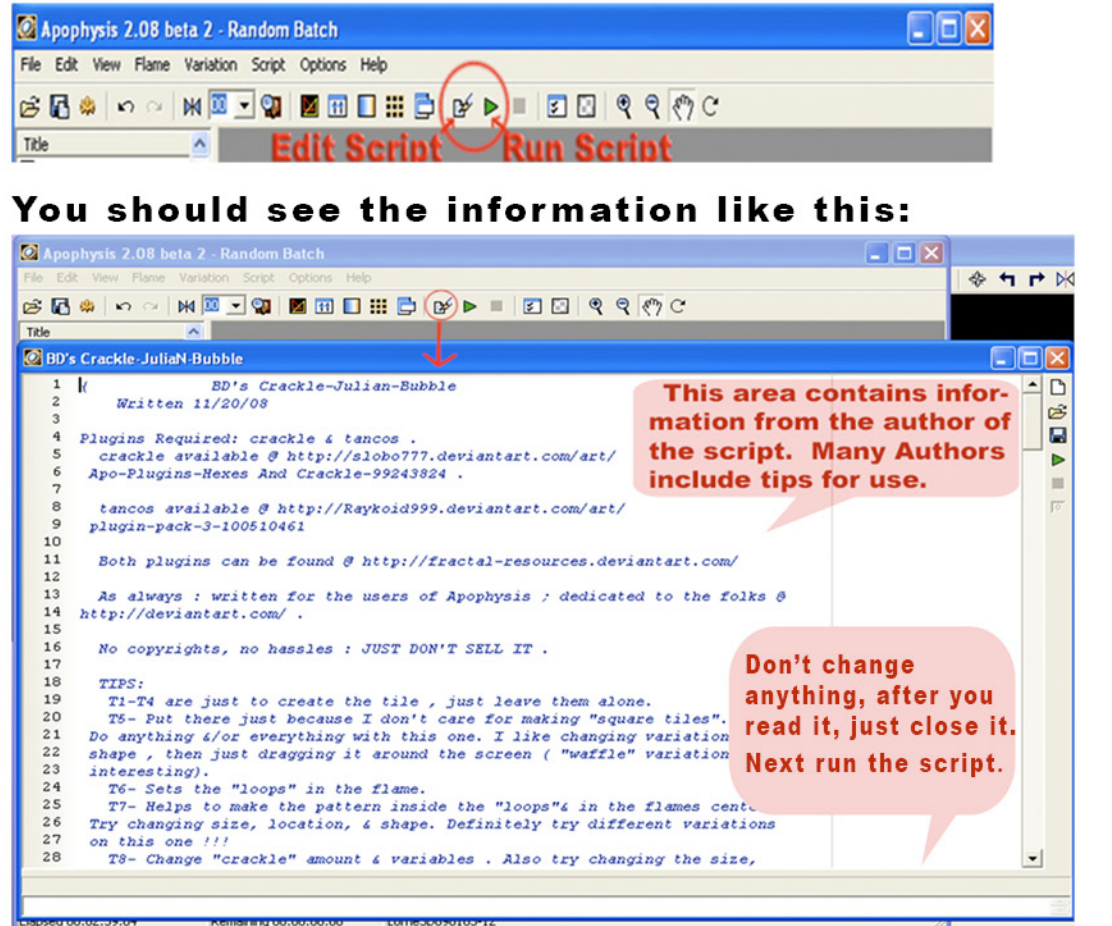 Apophysis 2.08 beta 2 - Random Batch
File Edit View Flame Variation Script Options Help
Title
Edit Script Run Script
You should see the information like this:
Apophysis 2.08 beta 2 - Random Batch
File Edit View Flame Variation Script Options Help
Title
BD's Crackle-JuliaN-Bubble
1 { BD's Crackle-Julian-Bubble
2 Written 11/20/08
3
4 Plugins Required: crackle & tancos .
5 crackle available @ http://slobo777.deviantart.com/art/
6 Apo-Plugins-Hexes And Crackle-99243824 .
7
8 tancos available @ http://Raykoid999.deviantart.com/art/
9 plugin-pack-3-100510461
10
11 Both plugins can be found @ http://fractal-resources.deviantart.com/
12
13 As always : written for the users of Apophysis ; dedicated to the folks @
14 http://deviantart.com/ .
15
16 No copyrights, no hassles : JUST DON'T SELL IT .
17
18 TIPS:
19 T1-T4 are just to create the tile , just leave them alone.
20 T5- Put there just because I don't care for making "square tiles".
21 Do anything &/or everything with this one. I like changing variation
22 shape , then just dragging it around the screen ( "waffle" variation
23 interesting).
24 T6- Sets the "loops" in the flame.
25 T7- Helps to make the pattern inside the "loops"& in the flames cent
26 Try changing size, location, & shape. Definitely try different variations
27 on this one !!!
28 T8- Change "crackle" amount & variables . Also try changing the size,
This area contains infor-
mation from the author of
the script. Many Authors
include tips for use.
Don't change
anything, after you
read it, just close it.
Next run the script.